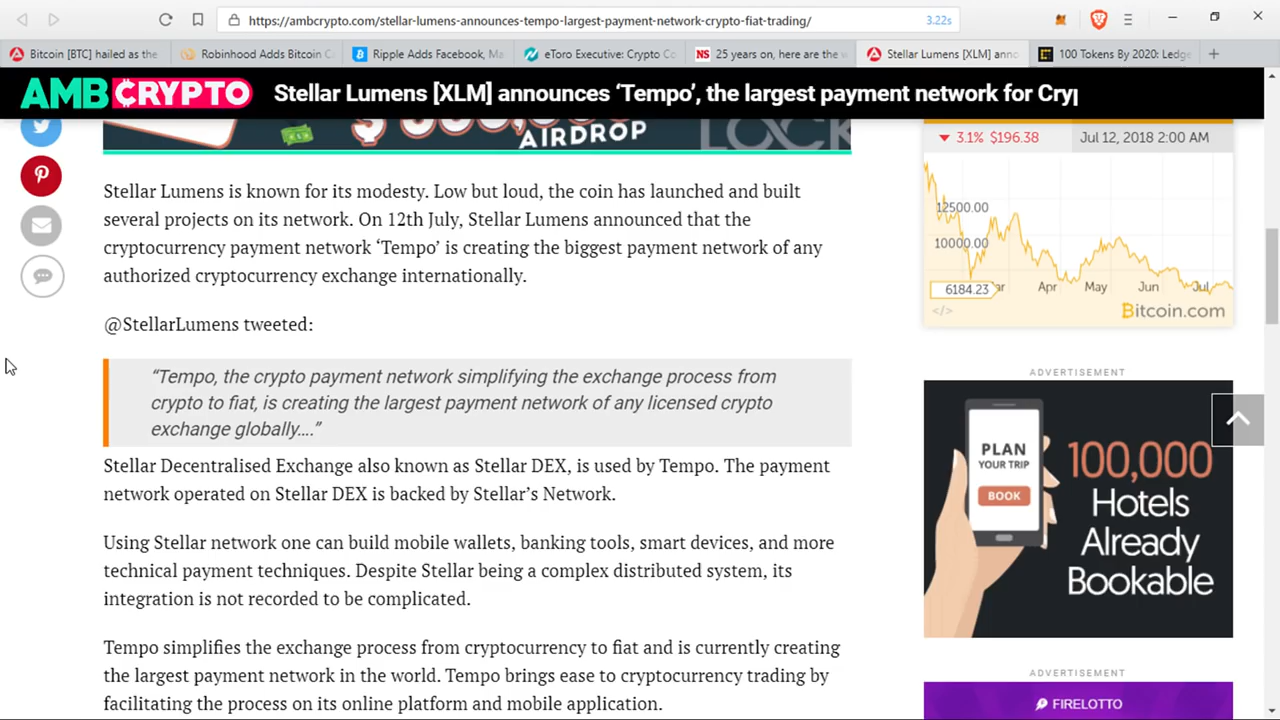 https://ambcrypto.com/stellar-lumens-announces-tempo-largest-payment-network-crypto-fiat-trading/
3.22s
Bitcoin [BTC] hailed as the
Robinhood Adds Bitcoin C
Ripple Adds Facebook, Ma
eToro Executive: Crypto Co
NS
25 years on, here are the w
Stellar Lumens [XLM] anno
100 Tokens By 2020: Ledge
AMBCRYPTO
Stellar Lumens [XLM] announces ‘Tempo’, the largest payment network for Cryp
AIRDROP
LOCK
3.1% $196.38
Jul 12, 2018 2:00 AM
Stellar Lumens is known for its modesty. Low but loud, the coin has launched and built
several projects on its network. On 12th July, Stellar Lumens announced that the
cryptocurrency payment network ‘Tempo’ is creating the biggest payment network of any
authorized cryptocurrency exchange internationally.
@StellarLumens tweeted:
“Tempo, the crypto payment network simplifying the exchange process from
crypto to fiat, is creating the largest payment network of any licensed crypto
exchange globally….”
Stellar Decentralised Exchange also known as Stellar DEX, is used by Tempo. The payment
network operated on Stellar DEX is backed by Stellar’s Network.
Using Stellar network one can build mobile wallets, banking tools, smart devices, and more
technical payment techniques. Despite Stellar being a complex distributed system, its
integration is not recorded to be complicated.
Tempo simplifies the exchange process from cryptocurrency to fiat and is currently creating
the largest payment network in the world. Tempo brings ease to cryptocurrency trading by
facilitating the process on its online platform and mobile application.
12500.00
10000.00
6184.23
ar Apr May Jun Jul
</>
Bitcoin.com
ADVERTISEMENT
PLAN
YOUR TRIP
BOOK
100,000
Hotels
Already
Bookable
ADVERTISEMENT
FIRELOTTO